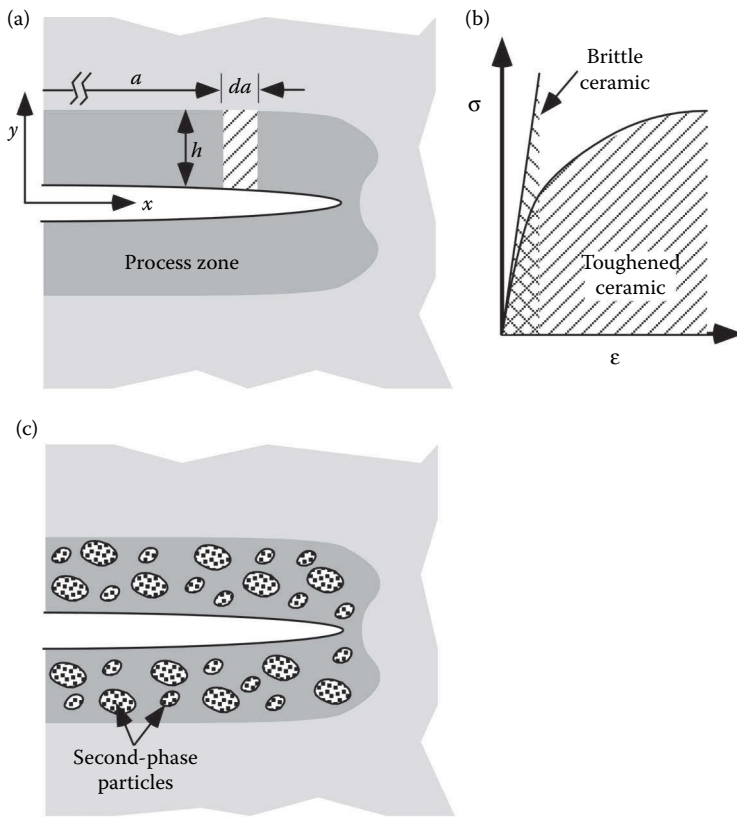 (a)
a
da
h
y
x
Process zone
(b)
σ
Brittle
ceramic
Toughened
ceramic
ε
(c)
Second-phase
particles